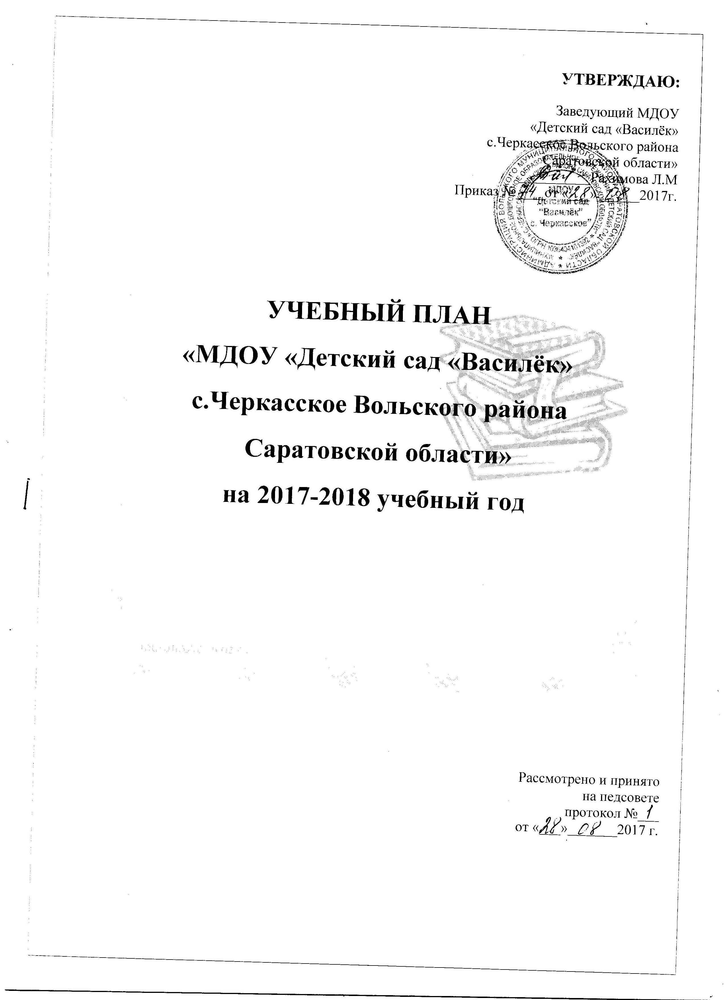 УТВЕРЖДАЮ:
Заведующий МДОУ
«Детский сад «Василёк»
с.Черкасское Вольского района
Саратовской области»
Рахимова Л.М
Приказ № 74 от «28» 08 2017г.
МДОУ
"Детский сад
"Василёк"
с. Черкасское"
УЧЕБНЫЙ ПЛАН
«МДОУ «Детский сад «Василёк»
с.Черкасское Вольского района
Саратовской области»
на 2017-2018 учебный год
Рассмотрено и принято
на педсовете
протокол № 1
от «28» 08 2017 г.